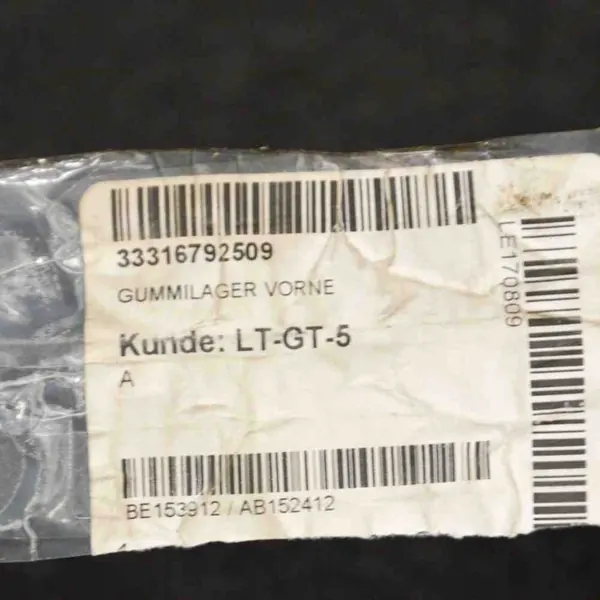 33316792509
GUMMILAGER VORNE
Kunde: LT-GT-5
A
BE153912 / AB152412
LE170809